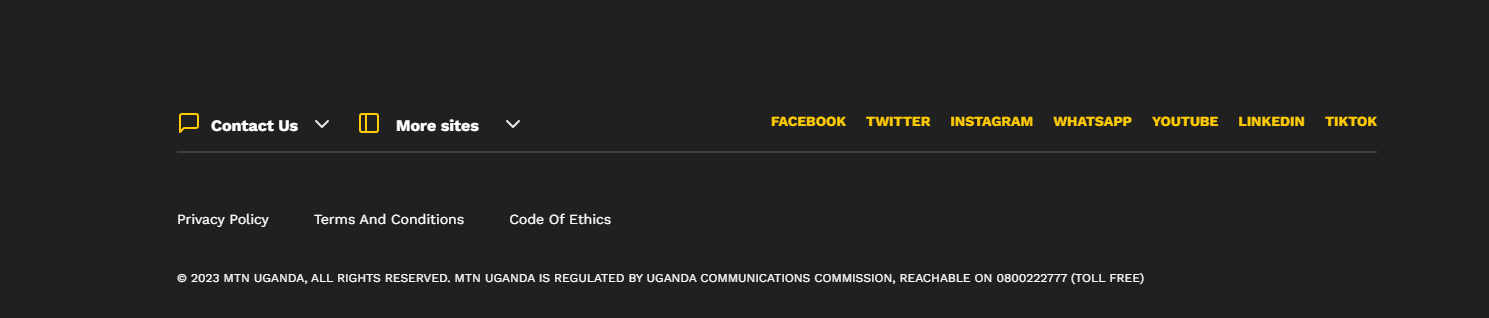 Contact Us More sites FACEBOOK TWITTER INSTAGRAM WHATSAPP YOUTUBE LINKEDIN TIKTOK
Privacy Policy Terms And Conditions Code Of Ethics
© 2023 MTN UGANDA, ALL RIGHTS RESERVED. MTN UGANDA IS REGULATED BY UGANDA COMMUNICATIONS COMMISSION, REACHABLE ON 0800222777 (TOLL FREE)